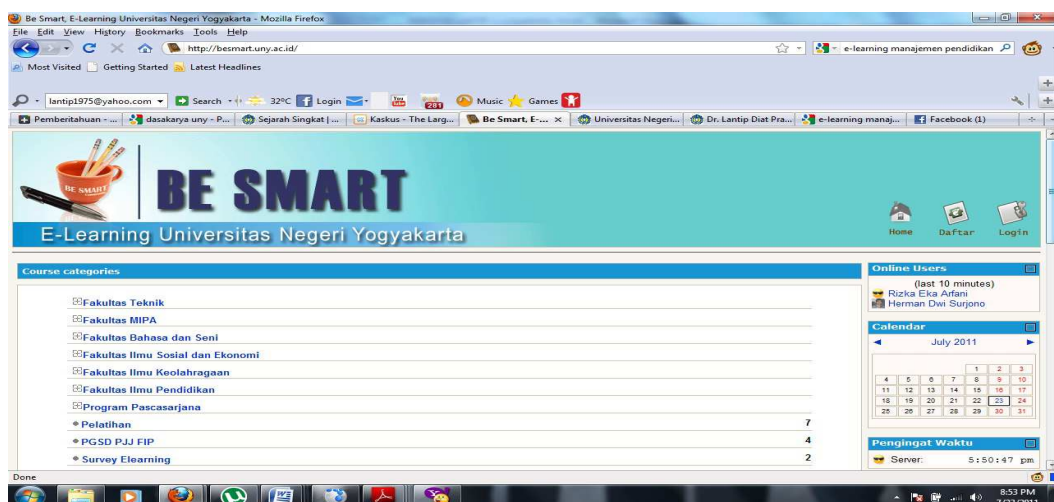 Be Smart, E-Learning Universitas Negeri Yogyakarta - Mozilla Firefox
File Edit View History Bookmarks Tools Help
http://besmart.uny.ac.id/
e-learning manajemen pendidikan
Most Visited Getting Started Latest Headlines
lantip1975@yahoo.com Search 32°C Login You Tube 281 Music Games
Pemberitahuan - ... dasakarya uny - P... Sejarah Singkat | ... Kaskus - The Larg... Be Smart, E-... Universitas Negeri... Dr. Lantip Diat Pra... e-learning manaj... Facebook (1)
BE SMART
BE SMART
E-Learning Universitas Negeri Yogyakarta
Home Daftar Login
Course categories
Fakultas Teknik
Fakultas MIPA
Fakultas Bahasa dan Seni
Fakultas Ilmu Sosial dan Ekonomi
Fakultas Ilmu Keolahragaan
Fakultas Ilmu Pendidikan
Program Pascasarjana
Pelatihan 7
PGSD PJJ FIP 4
Survey Elearning 2
Online Users
(last 10 minutes)
Rizka Eka Arfani
Herman Dwi Surjono
Calendar
July 2011
1 2 3
4 5 6 7 8 9 10
11 12 13 14 15 16 17
18 19 20 21 22 23 24
25 26 27 28 29 30 31
Pengingat Waktu
Server: 5:50:47 pm
Done
8:53 PM
7/23/2011